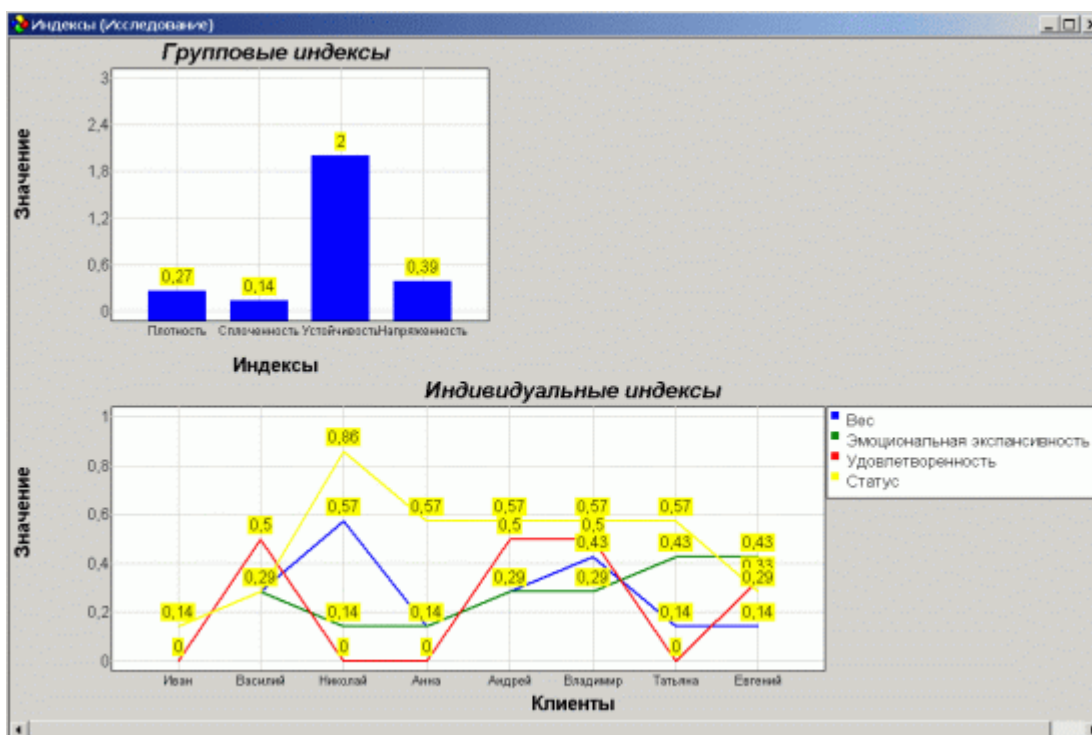 Индексы (Исследование)
Групповые индексы
Значение
3
2,4
1,8
1,2
0,6
0
0,27
0,14
2
0,39
Плотность Сплоченность Устойчивость Напряженность
Индексы
Индивидуальные индексы
Значение
1
0,8
0,6
0,4
0,2
0
0,86
0,57 0,57 0,57 0,57 0,57
0,5 0,5 0,5
0,43 0,43 0,43
0,33
0,29 0,29 0,29 0,29
0,14 0,14 0,14 0,14 0,14
0 0 0 0
Иван Василий Николай Анна Андрей Владимир Татьяна Евгений
Клиенты
Вес
Эмоциональная экспансивность
Удовлетворенность
Статус